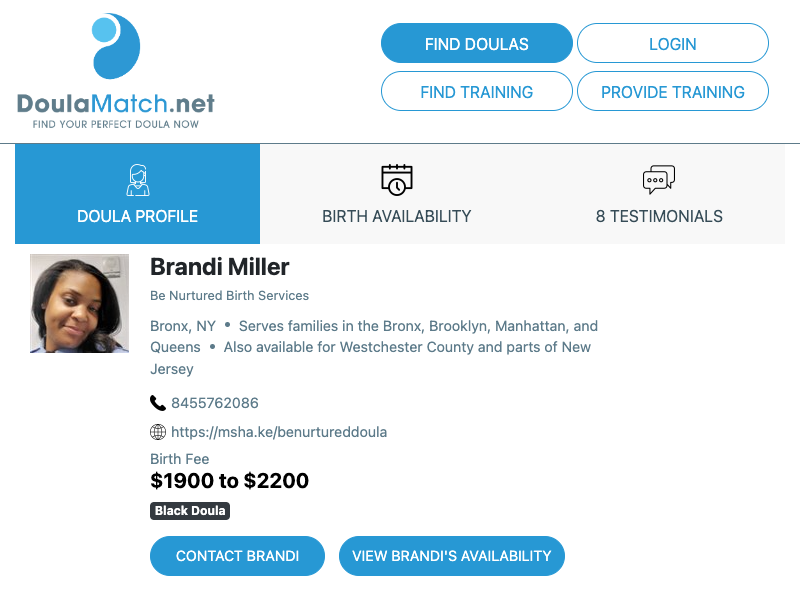 DoulaMatch.net
FIND YOUR PERFECT DOULA NOW
FIND DOULAS
LOGIN
FIND TRAINING
PROVIDE TRAINING
DOULA PROFILE
BIRTH AVAILABILITY
8 TESTIMONIALS
Brandi Miller
Be Nurtured Birth Services
Bronx, NY • Serves families in the Bronx, Brooklyn, Manhattan, and
Queens • Also available for Westchester County and parts of New
Jersey
8455762086
https://msha.ke/benurtureddoula
Birth Fee
$1900 to $2200
Black Doula
CONTACT BRANDI
VIEW BRANDI'S AVAILABILITY